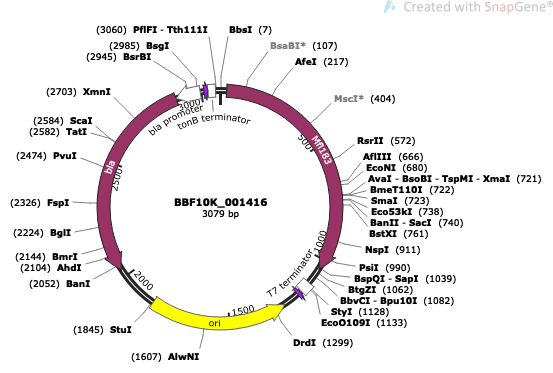 Created with SnapGene®
(3060) PflFI - Tth111I
BbsI (7)
(2985) BsgI
BsaBI* (107)
(2945) BsrBI
AfeI (217)
(2703) XmnI
MscI* (404)
(2584) ScaI
(2582) TatI
(2474) PvuI
(2326) FspI
(2224) BglI
(2144) BmrI
(2104) AhdI
(2052) BanI
(1845) StuI
(1607) AlwNI
RsrII (572)
AflIII (666)
EcoNI (680)
AvaI - BsoBI - TspMI - XmaI (721)
BmeT110I (722)
SmaI (723)
Eco53kI (738)
BanII - SacI (740)
BstXI (761)
NspI (911)
PsiI (990)
BspQI - SapI (1039)
BtgZI (1062)
BbvCI - Bpu10I (1082)
StyI (1128)
EcoO109I (1133)
DrdI (1299)
bla promoter
tonB terminator
Mfl183
bla
T7 terminator
ori
500
1000
1500
2000
2500
3000
BBF10K_001416
3079 bp